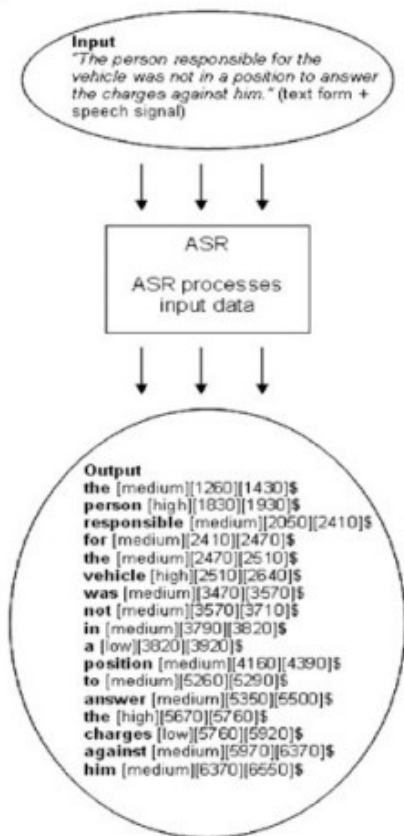 Input
"The person responsible for the
vehicle was not in a position to answer
the charges against him." (text form +
speech signal)
ASR
ASR processes
input data
Output
the [medium][1260][1430]$
person [high][1830][1930]$
responsible [medium][2050][2410]$
for [medium][2410][2470]$
the [medium][2470][2510]$
vehicle [high][2510][2640]$
was [medium][3470][3570]$
not [medium][3570][3710]$
in [medium][3790][3820]$
a [low][3820][3920]$
position [medium][4160][4390]$
to [medium][5260][5290]$
answer [medium][5350][5500]$
the [high][5670][5760]$
charges [low][5760][5920]$
against [medium][5970][6370]$
him [medium][6370][6550]$